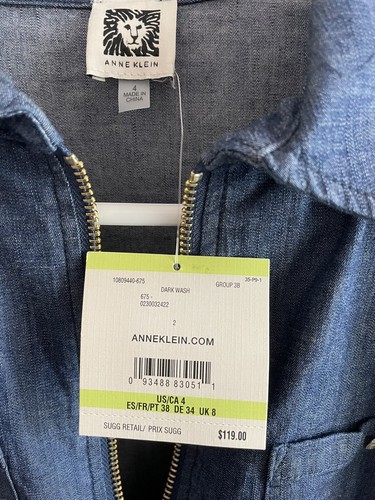 ANNE KLEIN
4
MADE IN
CHINA
10809440-675
GROUP 38
35-P9-1
DARK WASH
675 -
0230032422
2
ANNEKLEIN.COM
0 93488 83051 1
US/CA 4
ES/FR/PT 38 DE 34 UK 8
SUGG RETAIL/ PRIX SUGG
$119.00